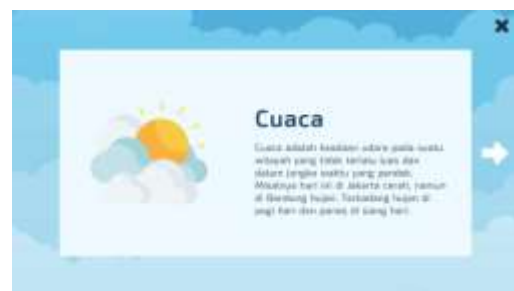 Cuaca
Cuaca adalah keadaan udara pada suatu
wilayah yang tidak terlalu luas dan
dalam jangka waktu yang pendek.
Misalnya hari ini di Jakarta cerah, namun
di Bandung hujan. Terkadang hujan di
pagi hari dan panas di siang hari.